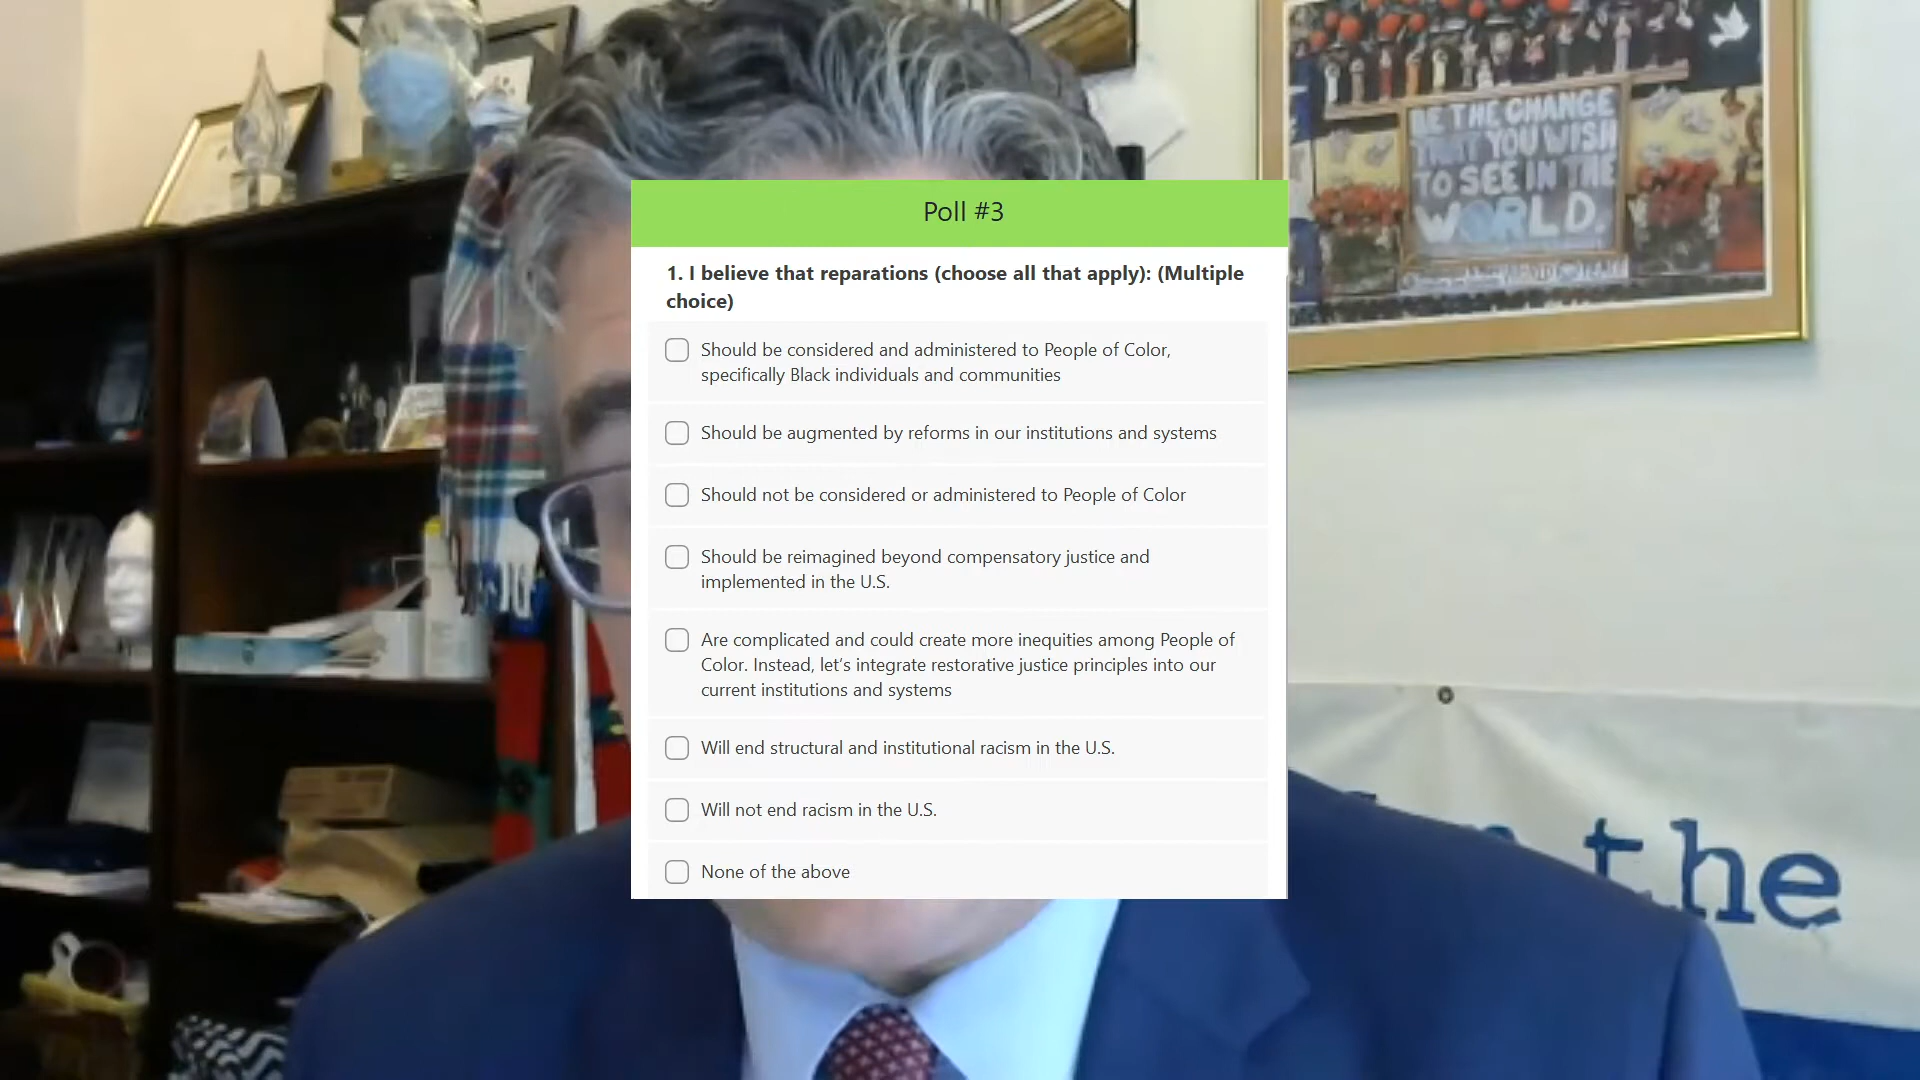 BE THE CHANGE
THAT YOU WISH
TO SEE IN THE
WORLD.
Poll #3
1. I believe that reparations (choose all that apply): (Multiple
choice)
Should be considered and administered to People of Color,
specifically Black individuals and communities
Should be augmented by reforms in our institutions and systems
Should not be considered or administered to People of Color
Should be reimagined beyond compensatory justice and
implemented in the U.S.
Are complicated and could create more inequities among People of
Color. Instead, let's integrate restorative justice principles into our
current institutions and systems
Will end structural and institutional racism in the U.S.
Will not end racism in the U.S.
None of the above
the